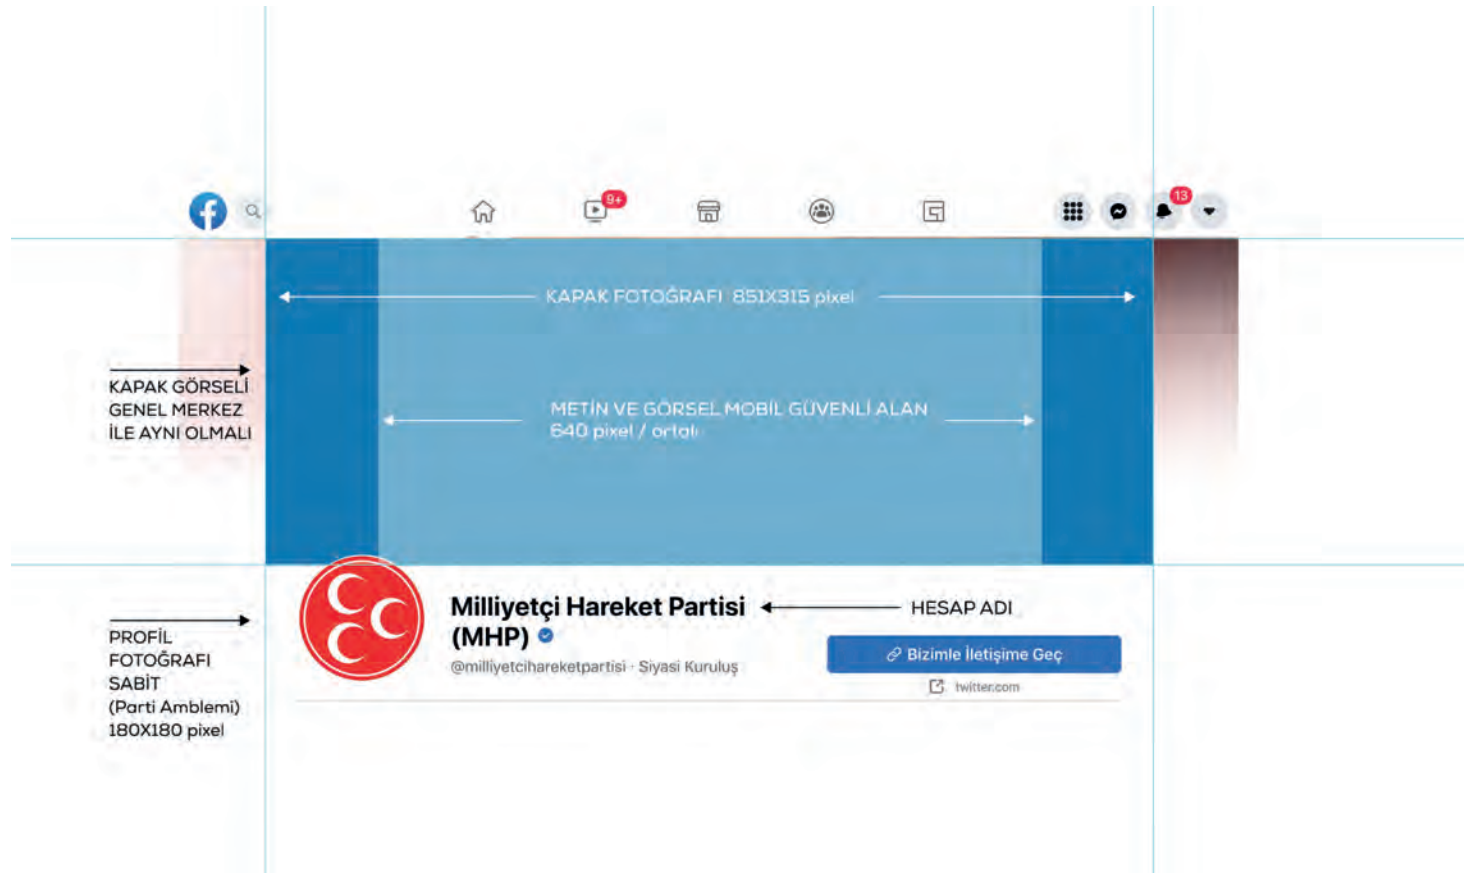 9+
13
KAPAK FOTOĞRAFI 851X315 pixel
KAPAK GÖRSELİ
GENEL MERKEZ
İLE AYNI OLMALI
METİN VE GÖRSEL MOBİL GÜVENLİ ALAN
640 pixel / ortalı
Milliyetçi Hareket Partisi
(MHP)
HESAP ADI
@milliyetcihareketpartisi · Siyasi Kuruluş
Bizimle İletişime Geç
twitter.com
PROFİL
FOTOĞRAFI
SABİT
(Parti Amblemi)
180X180 pixel